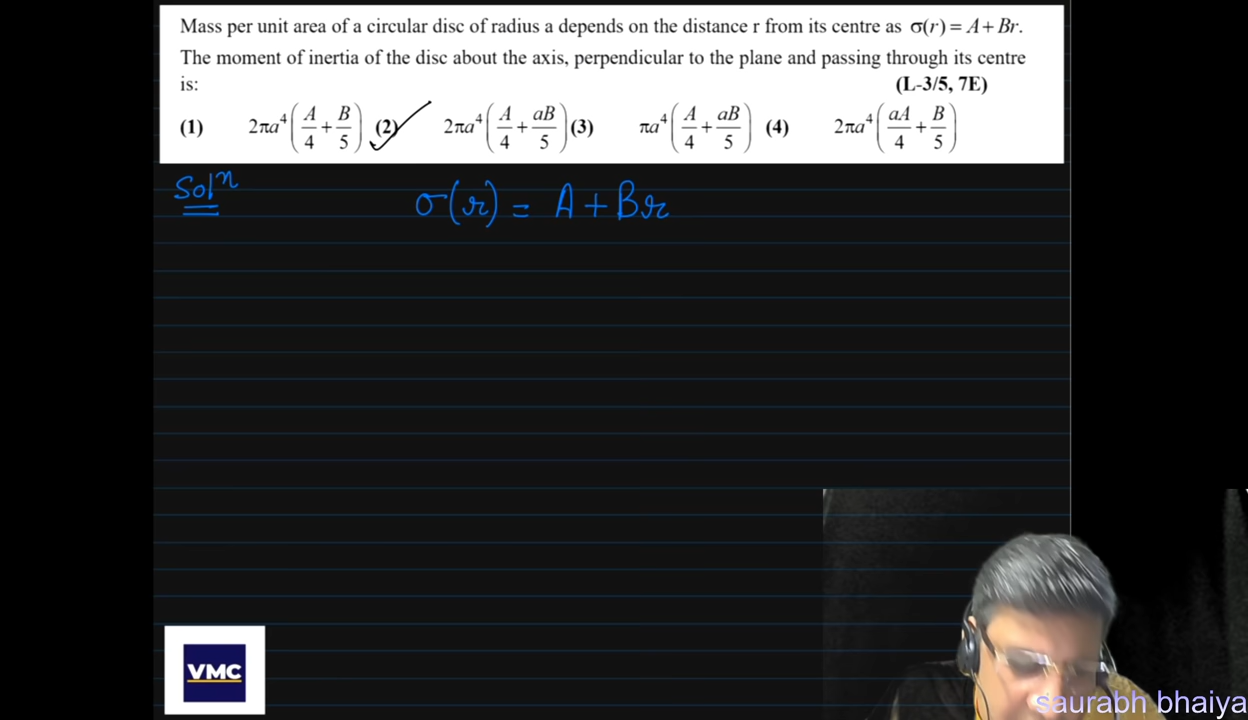 Mass per unit area of a circular disc of radius a depends on the distance r from its centre as σ(r) = A + Br.
The moment of inertia of the disc about the axis, perpendicular to the plane and passing through its centre
is: (L-3/5, 7E)
(1) 2πa⁴(A/4 + B/5) (2) 2πa⁴(A/4 + aB/5) (3) πa⁴(A/4 + aB/5) (4) 2πa⁴(aA/4 + B/5)
Solⁿ σ(r) = A + Br
VMC
saurabh bhaiya